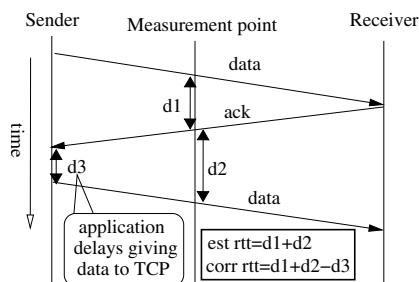 Sender
Measurement point
Receiver
data
d1
ack
time
d3
d2
data
application
delays giving
data to TCP
est rtt=d1+d2
corr rtt=d1+d2−d3